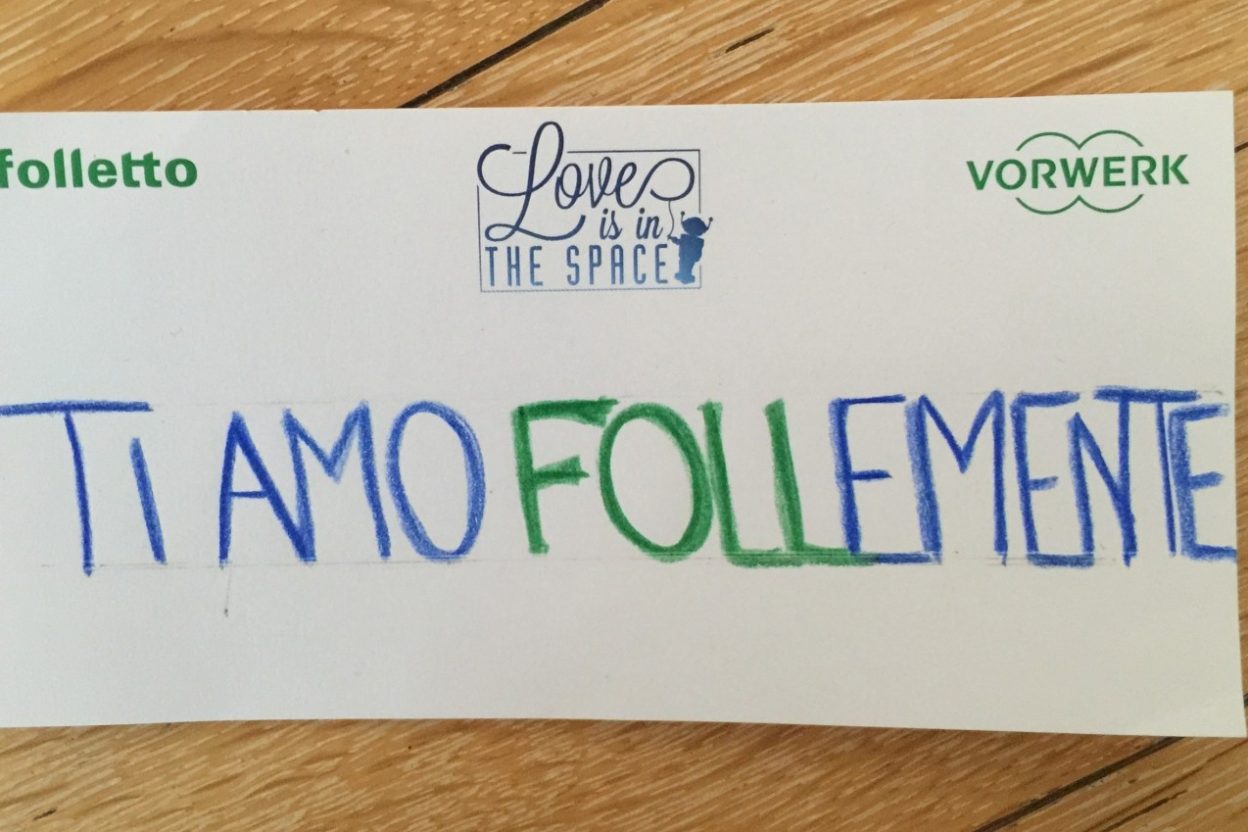 folletto
Love
is in
THE SPACE
VORWERK
TI AMO FOLLEMENTE